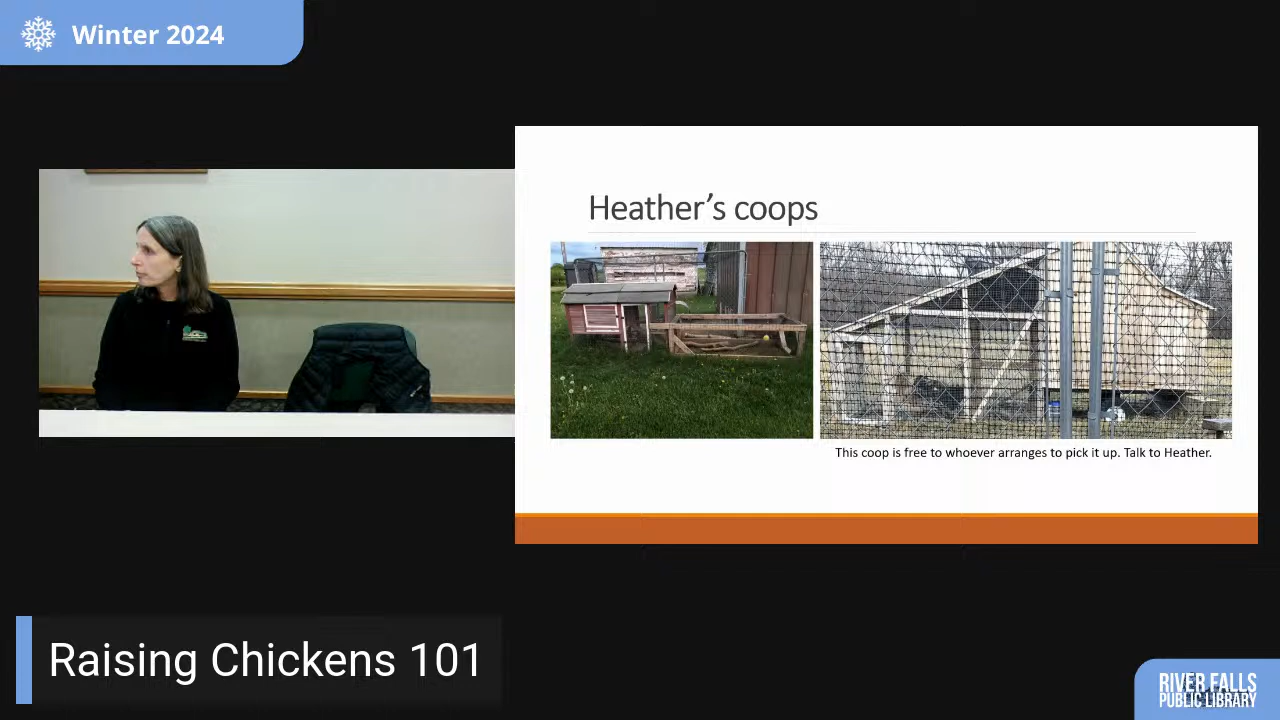 Winter 2024
Heather's coops
This coop is free to whoever arranges to pick it up. Talk to Heather.
Raising Chickens 101
RIVER FALLS
PUBLIC LIBRARY